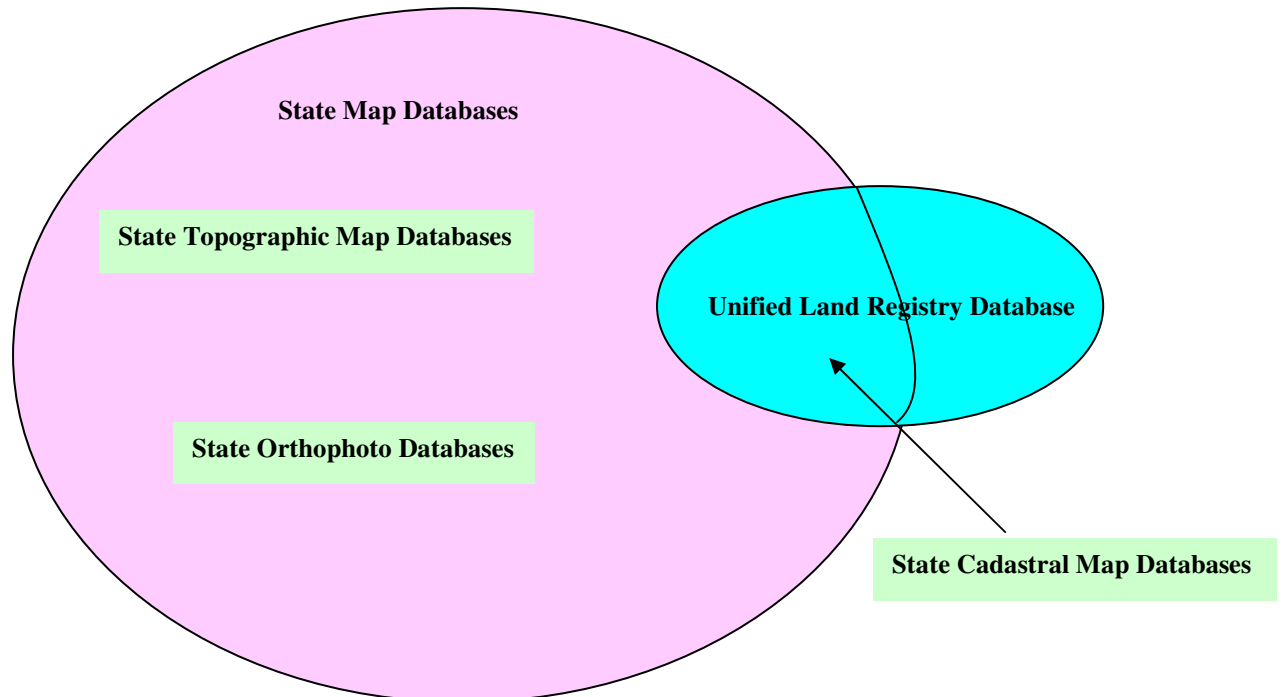 State Map Databases
State Topographic Map Databases
Unified Land Registry Database
State Orthophoto Databases
State Cadastral Map Databases